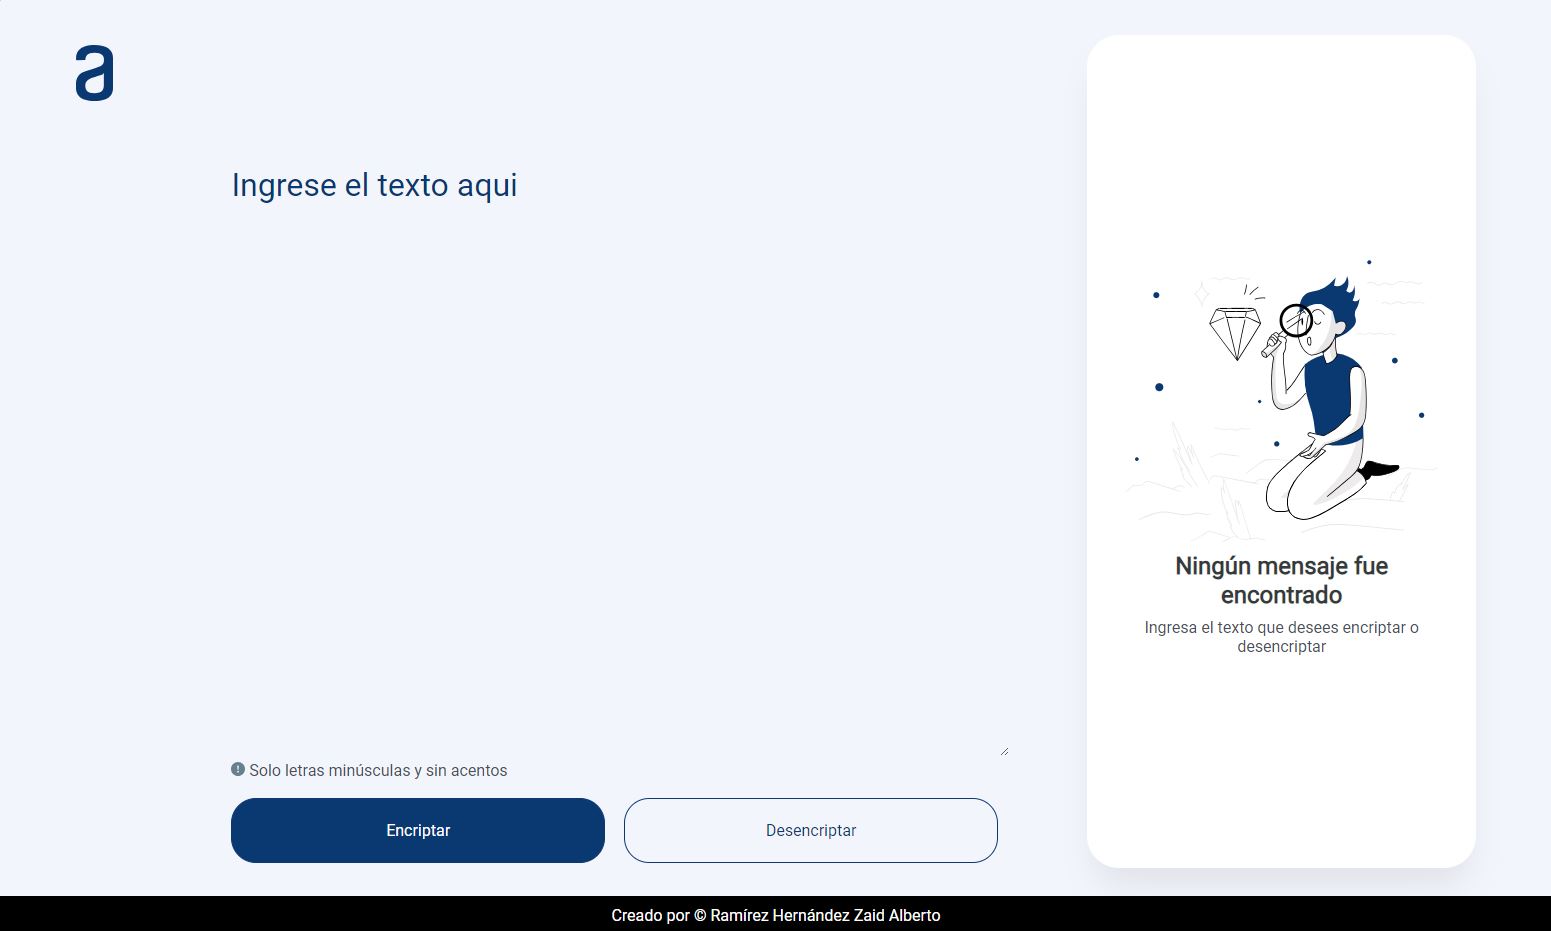 a
Ingrese el texto aqui
Solo letras minúsculas y sin acentos
Encriptar
Desencriptar
Ningún mensaje fue
encontrado
Ingresa el texto que desees encriptar o
desencriptar
Creado por © Ramírez Hernández Zaid Alberto